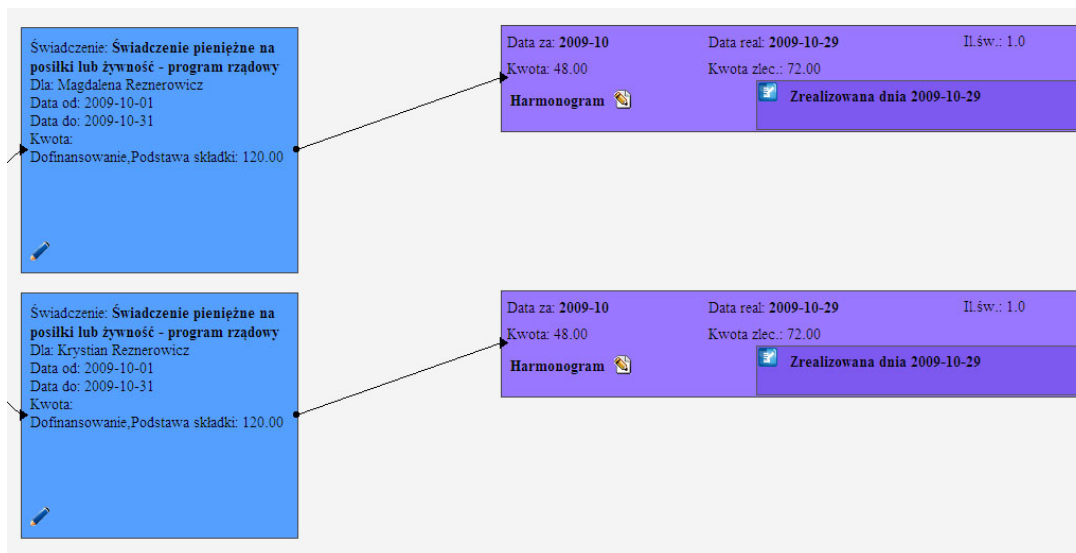 Świadczenie: Świadczenie pieniężne na
posiłki lub żywność - program rządowy
Dla: Magdalena Reznerowicz
Data od: 2009-10-01
Data do: 2009-10-31
Kwota:
Dofinansowanie,Podstawa składki: 120.00
Data za: 2009-10 Data real: 2009-10-29 Il.św.: 1.0
Kwota: 48.00 Kwota zlec.: 72.00
Harmonogram Zrealizowana dnia 2009-10-29
Świadczenie: Świadczenie pieniężne na
posiłki lub żywność - program rządowy
Dla: Krystian Reznerowicz
Data od: 2009-10-01
Data do: 2009-10-31
Kwota:
Dofinansowanie,Podstawa składki: 120.00
Data za: 2009-10 Data real: 2009-10-29 Il.św.: 1.0
Kwota: 48.00 Kwota zlec.: 72.00
Harmonogram Zrealizowana dnia 2009-10-29